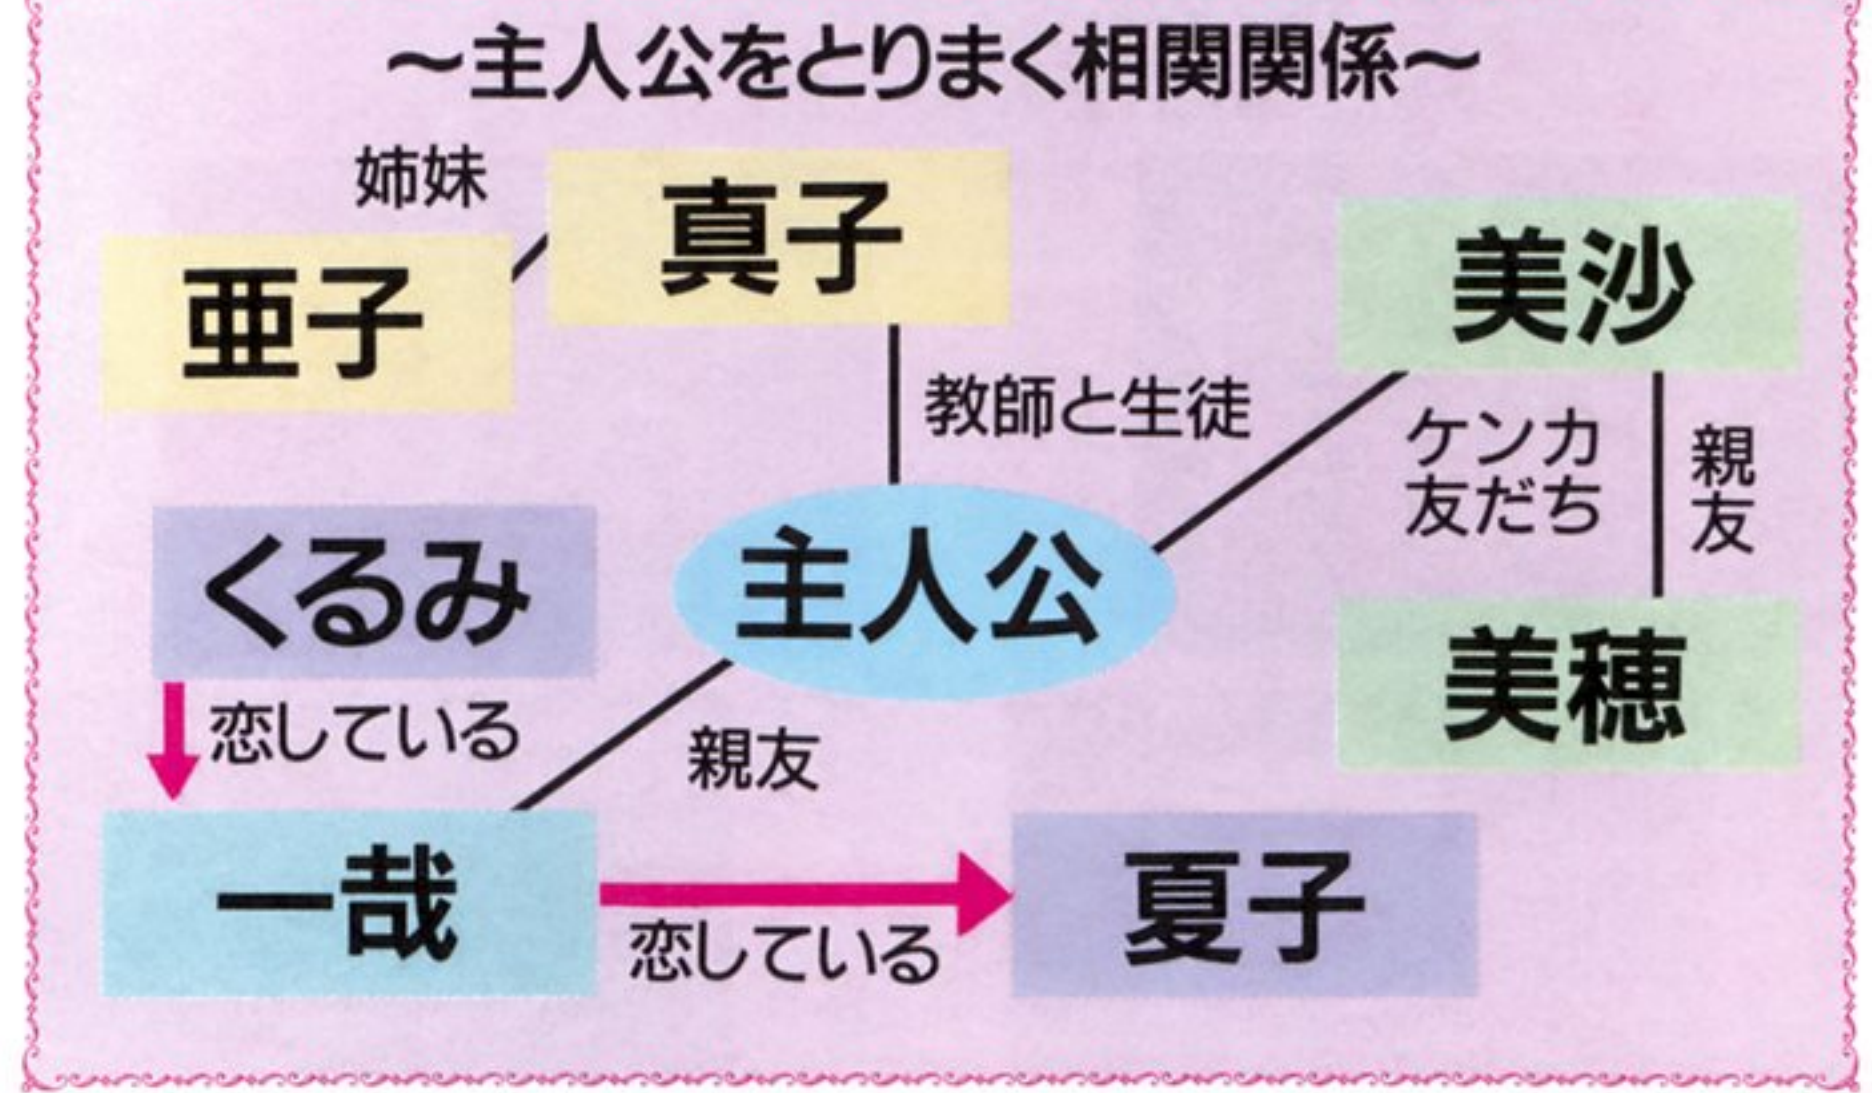 ～主人公をとりまく相関関係～
姉妹
真子
亜子
美沙
教師と生徒
ケンカ
友だち
親友
くるみ
主人公
美穂
恋している
親友
一哉
恋している
夏子